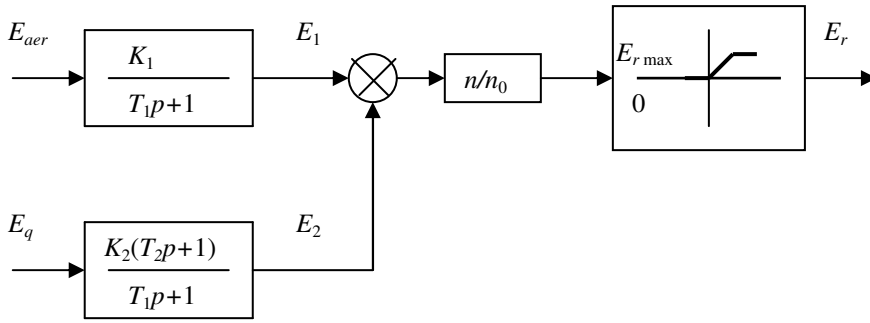 E_aer
K_1
T_1p+1
E_1
n/n_0
E_r max
0
E_r
E_q
K_2(T_2p+1)
T_1p+1
E_2